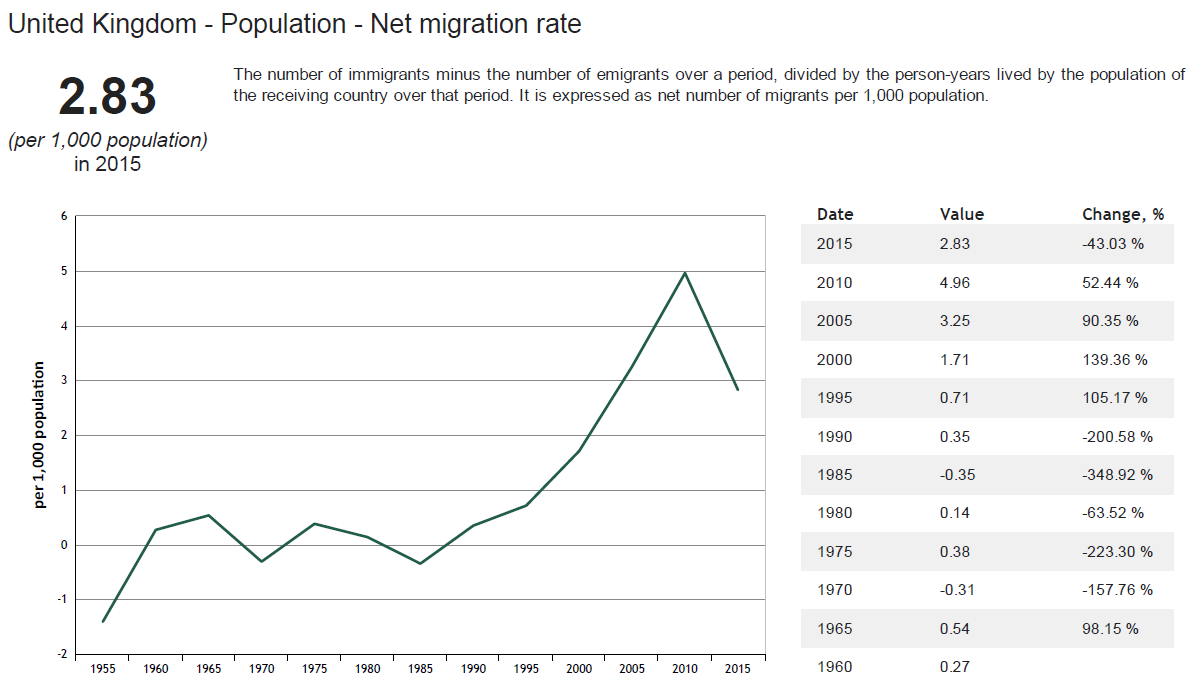 United Kingdom - Population - Net migration rate
2.83
(per 1,000 population)
in 2015
The number of immigrants minus the number of emigrants over a period, divided by the person-years lived by the population of
the receiving country over that period. It is expressed as net number of migrants per 1,000 population.
per 1,000 population
6
5
4
3
2
1
0
-1
-2
1955 1960 1965 1970 1975 1980 1985 1990 1995 2000 2005 2010 2015
Date Value Change, %
2015 2.83 -43.03 %
2010 4.96 52.44 %
2005 3.25 90.35 %
2000 1.71 139.36 %
1995 0.71 105.17 %
1990 0.35 -200.58 %
1985 -0.35 -348.92 %
1980 0.14 -63.52 %
1975 0.38 -223.30 %
1970 -0.31 -157.76 %
1965 0.54 98.15 %
1960 0.27